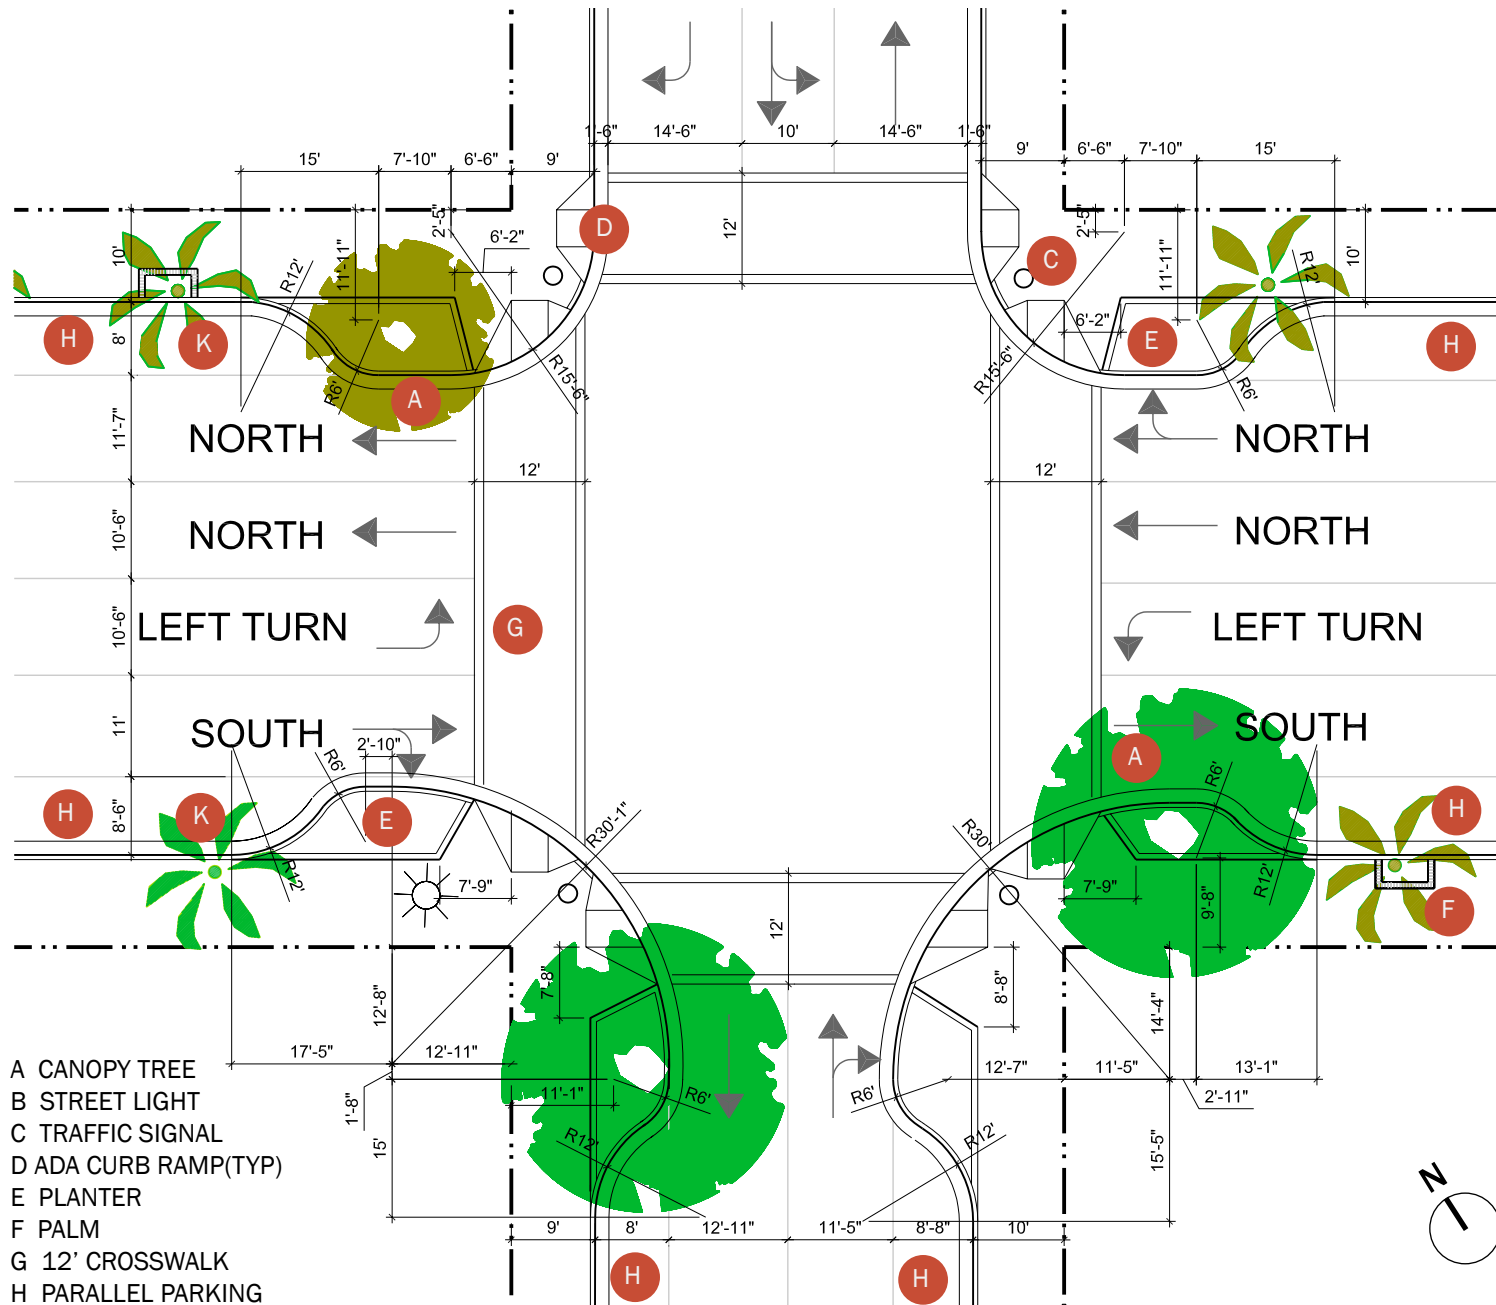 1'-6" 14'-6" 10' 14'-6" 1'-6"
15' 7'-10" 6'-6" 9' 9' 6'-6" 7'-10" 15'
2'-5" 6'-2" D 12' C 2'-5"
10' R12' 11'-11" 11'-11" R12' 10'
H 8' K R6' A R15'-6" R15'-6" 6'-2" E R6' H
11'-7" NORTH NORTH
12' 12'
10'-6" NORTH NORTH
10'-6" LEFT TURN G LEFT TURN
11' SOUTH 2'-10" R6' A R6' SOUTH
H 8'-6" K E R30'-1" R30' H
R12' 7'-9" 7'-9" R12' 9'-8" F
12'
12'-8" 7'-8" 8'-8" 14'-4"
17'-5" 12'-11" 12'-7" 11'-5" 13'-1"
1'-8" 11'-1" R6' R6' 2'-11"
15' R12' R12' 15'-5"
9' 8' 12'-11" 11'-5" 8'-8" 10'
H H
N
A CANOPY TREE
B STREET LIGHT
C TRAFFIC SIGNAL
D ADA CURB RAMP(TYP)
E PLANTER
F PALM
G 12' CROSSWALK
H PARALLEL PARKING